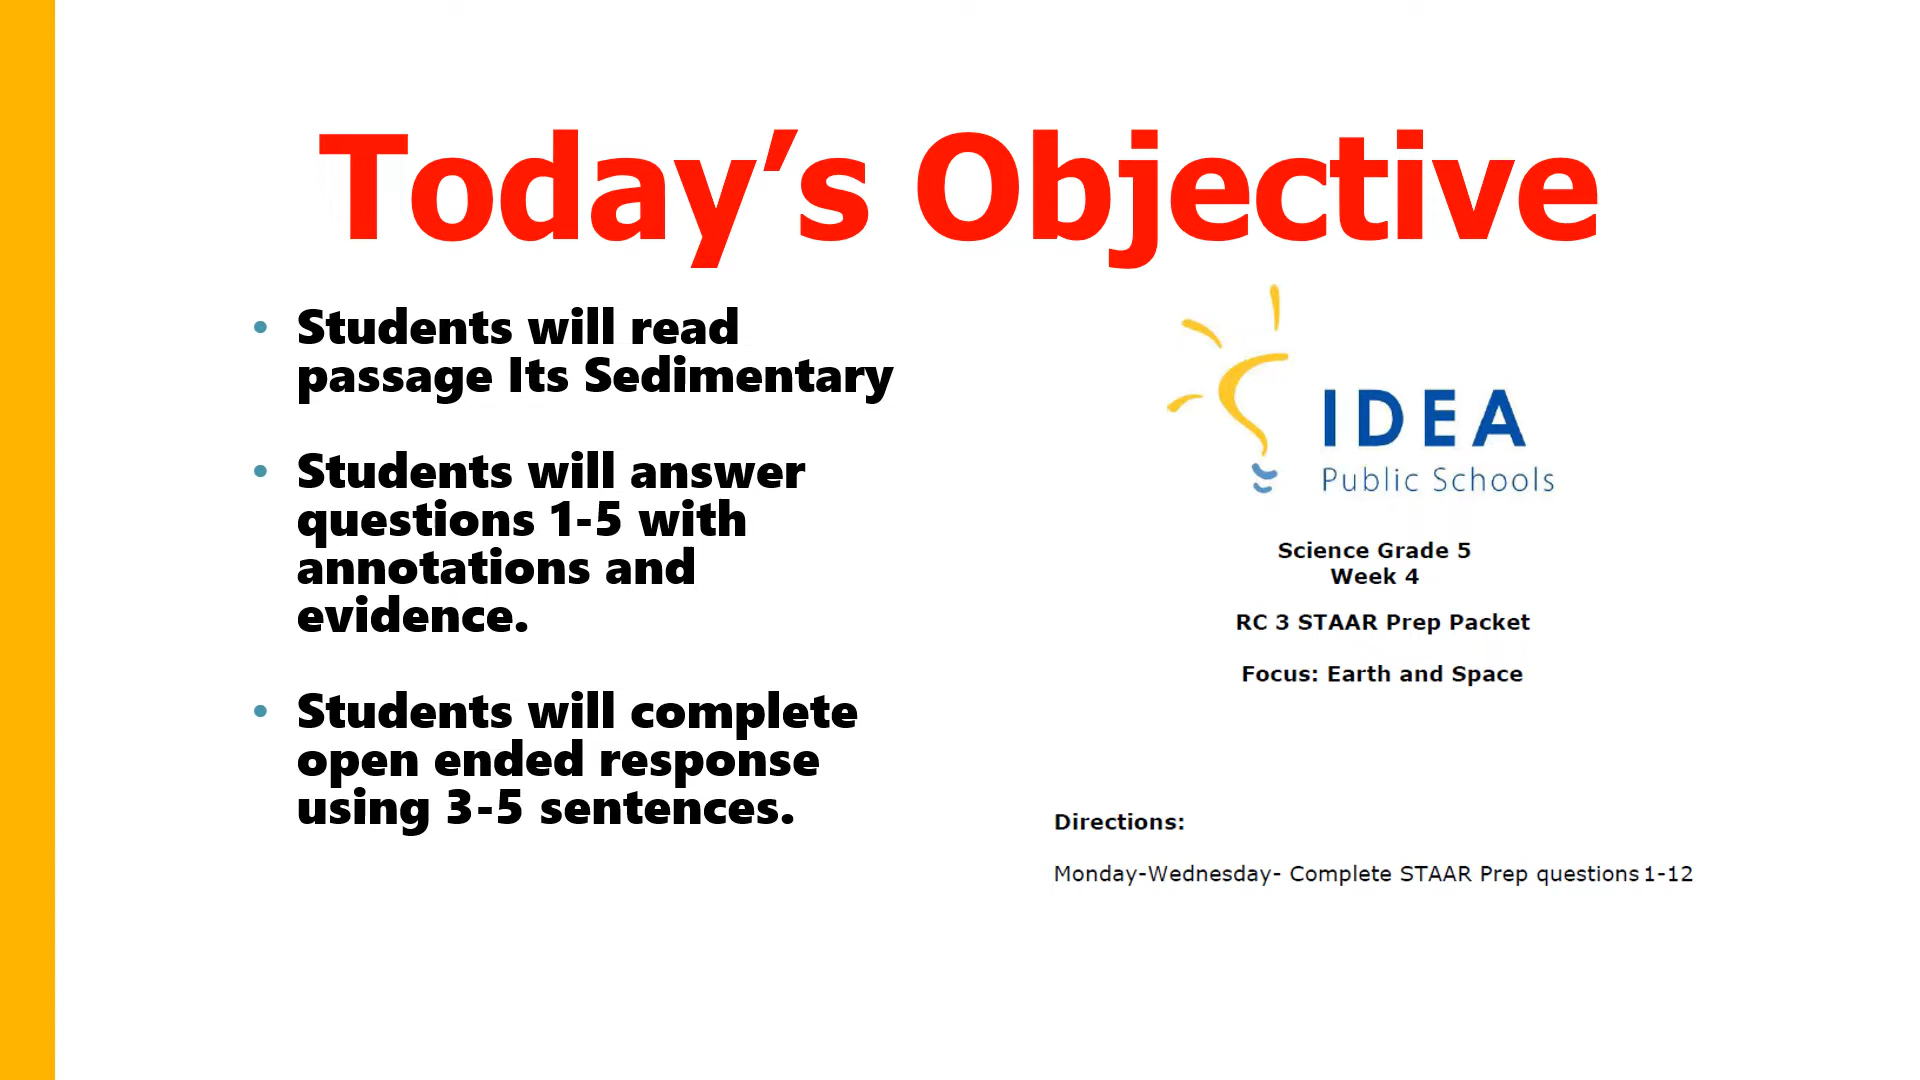 Today’s Objective
• Students will read
passage Its Sedimentary
• Students will answer
questions 1-5 with
annotations and
evidence.
• Students will complete
open ended response
using 3-5 sentences.
IDEA
Public Schools
Science Grade 5
Week 4
RC 3 STAAR Prep Packet
Focus: Earth and Space
Directions:
Monday-Wednesday- Complete STAAR Prep questions 1-12